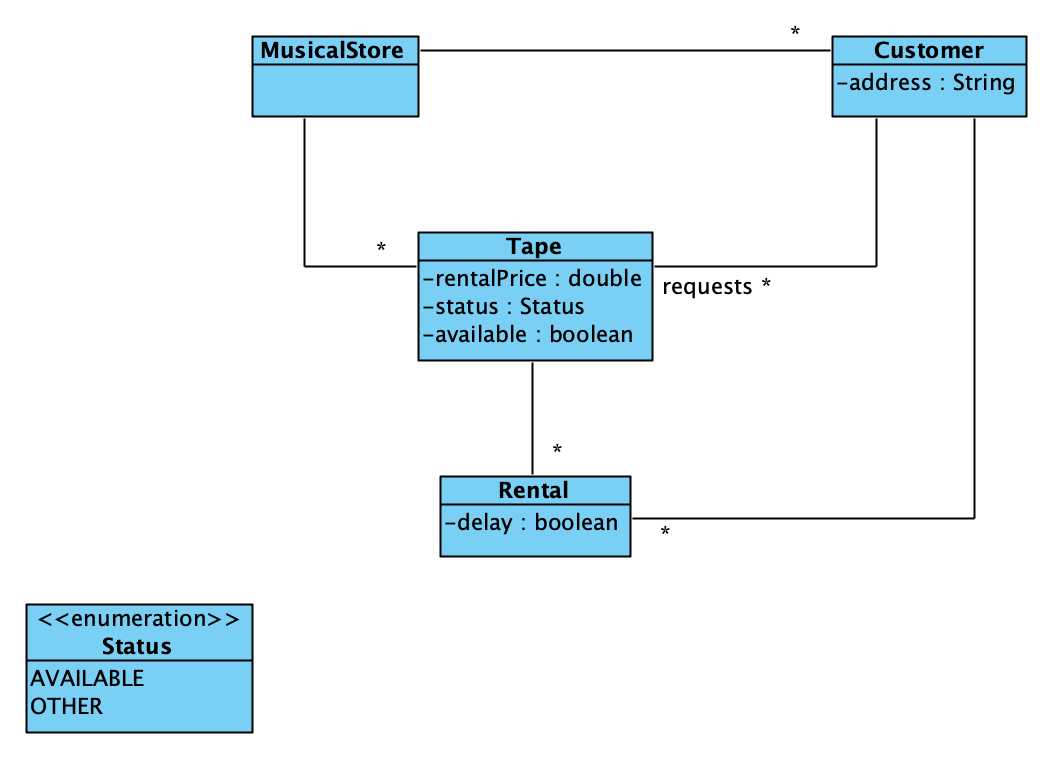 MusicalStore
*
Customer
-address : String
*
Tape
-rentalPrice : double
-status : Status
-available : boolean
requests *
*
Rental
-delay : boolean
*
<<enumeration>>
Status
AVAILABLE
OTHER